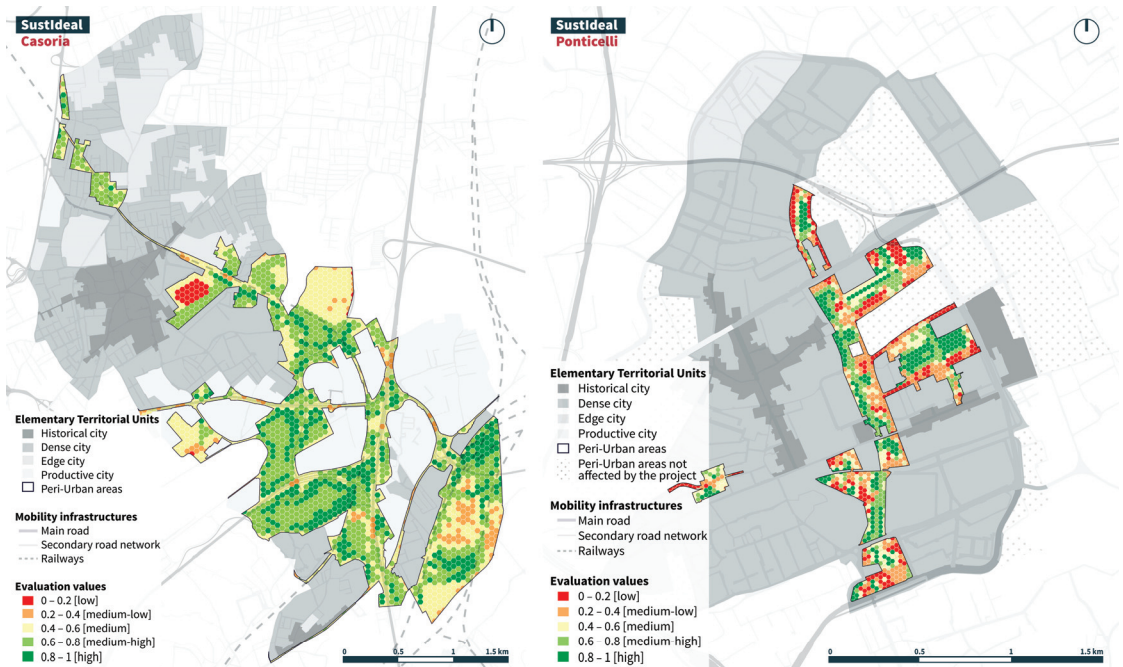 SustIdeal
Casoria
Elementary Territorial Units
Historical city
Dense city
Edge city
Productive city
Peri-Urban areas
Mobility infrastructures
Main road
Secondary road network
Railways
Evaluation values
0 – 0.2 [low]
0.2 – 0.4 [medium-low]
0.4 – 0.6 [medium]
0.6 – 0.8 [medium-high]
0.8 – 1 [high]
0 0.5 1 1.5 km
SustIdeal
Ponticelli
Elementary Territorial Units
Historical city
Dense city
Edge city
Productive city
Peri-Urban areas
Peri-Urban areas not
affected by the project
Mobility infrastructures
Main road
Secondary road network
Railways
Evaluation values
0 – 0.2 [low]
0.2 – 0.4 [medium-low]
0.4 – 0.6 [medium]
0.6 – 0.8 [medium-high]
0.8 – 1 [high]
0 0.5 1 1.5 km